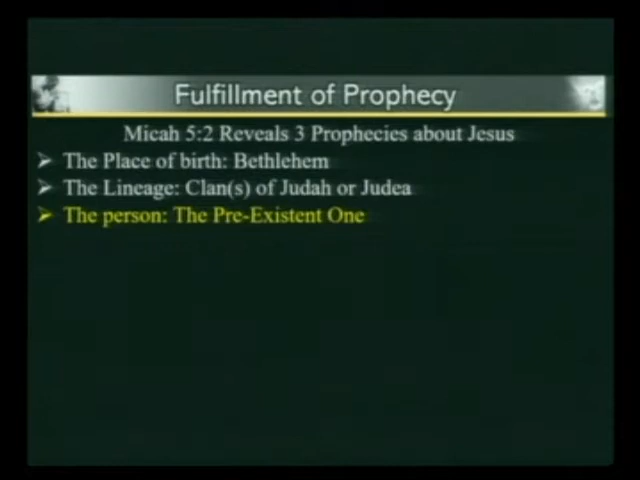 Fulfillment of Prophecy
Micah 5:2 Reveals 3 Prophecies about Jesus
➢ The Place of birth: Bethlehem
➢ The Lineage: Clan(s) of Judah or Judea
➢ The person: The Pre-Existent One